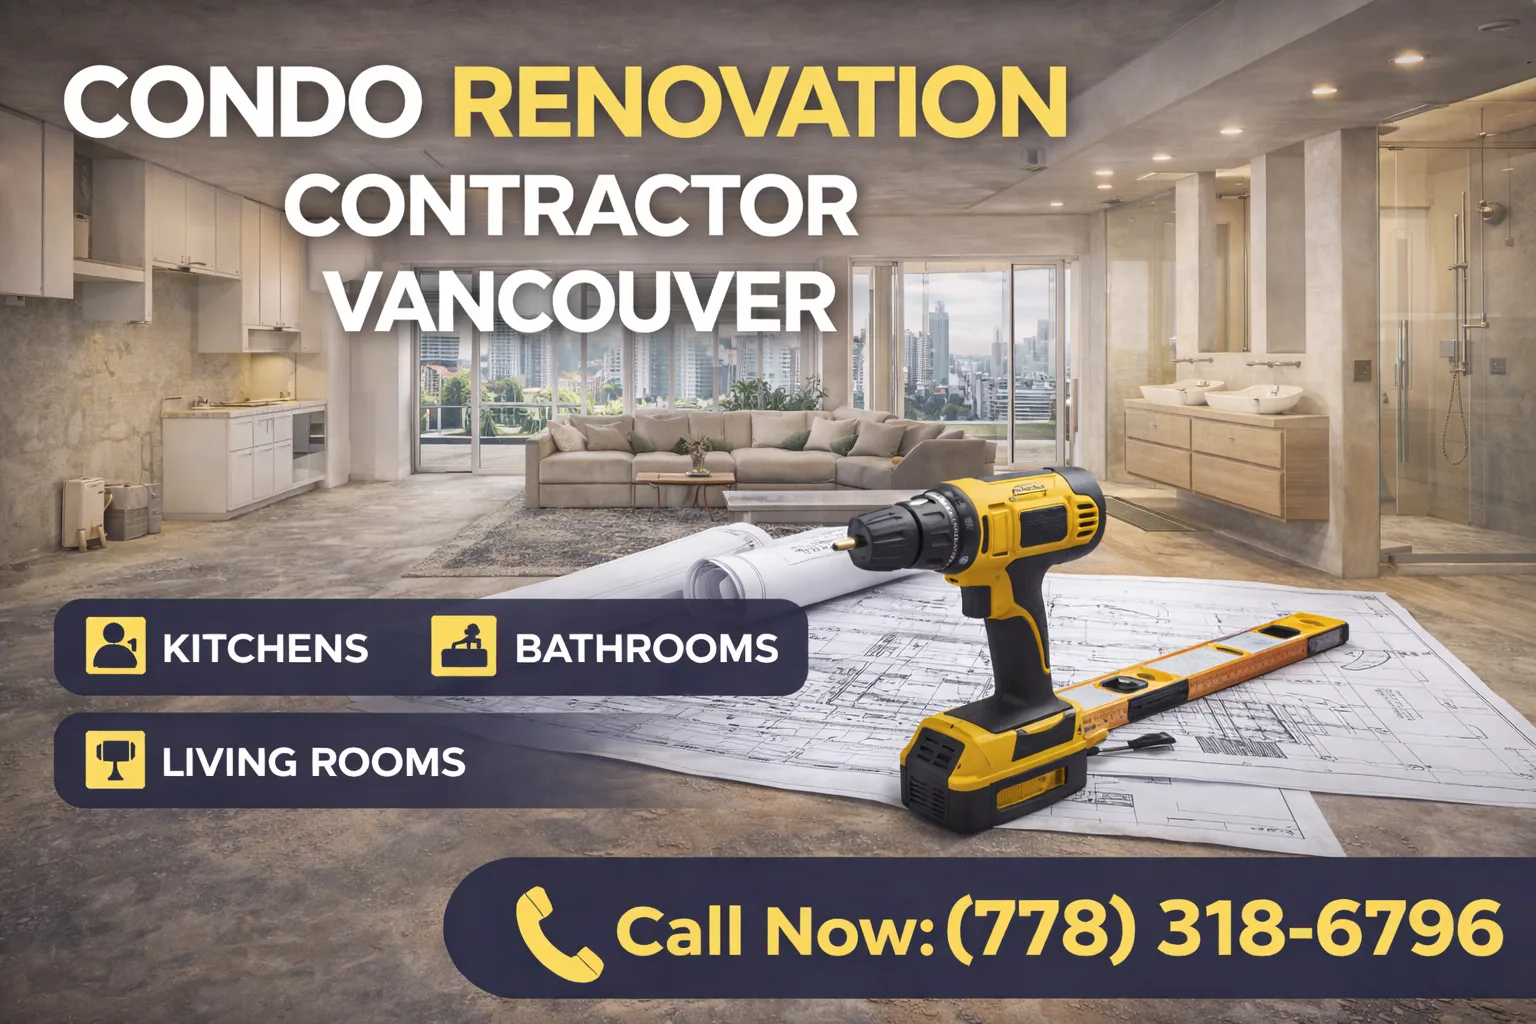 CONDO RENOVATION
CONTRACTOR
VANCOUVER
KITCHENS
BATHROOMS
LIVING ROOMS
Call Now: (778) 318-6796